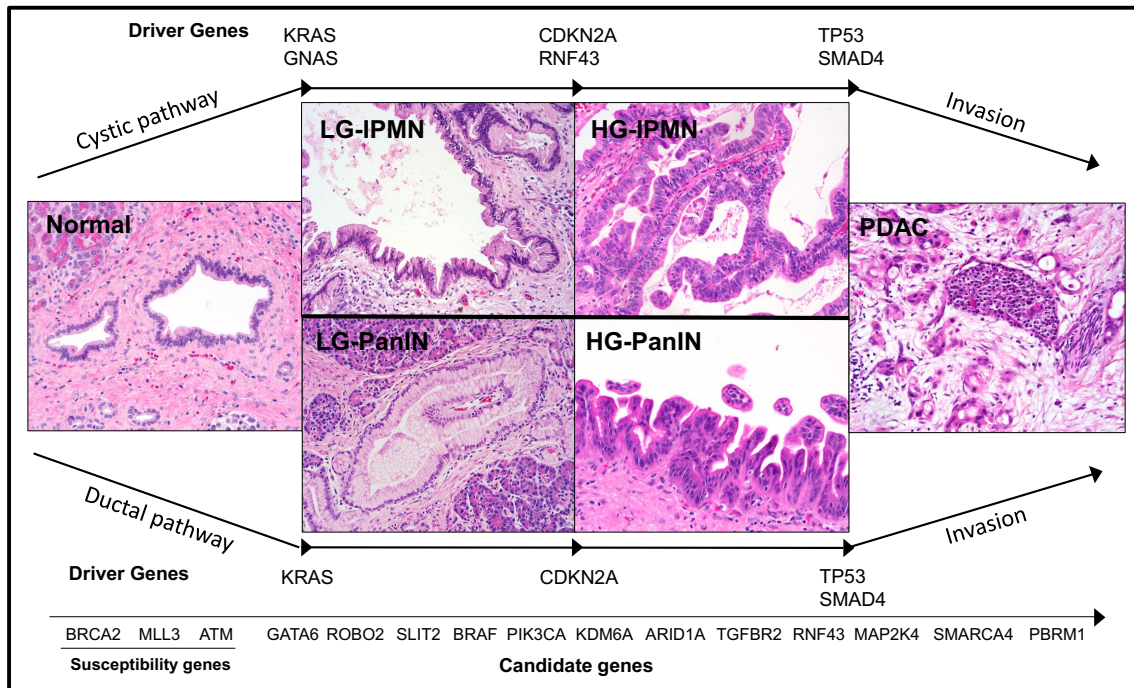 Driver Genes
KRAS
GNAS
CDKN2A
RNF43
TP53
SMAD4
Cystic pathway
Invasion
LG-IPMN
HG-IPMN
Normal
PDAC
LG-PanIN
HG-PanIN
Ductal pathway
Invasion
Driver Genes
KRAS
CDKN2A
TP53
SMAD4
BRCA2 MLL3 ATM GATA6 ROBO2 SLIT2 BRAF PIK3CA KDM6A ARID1A TGFBR2 RNF43 MAP2K4 SMARCA4 PBRM1
Susceptibility genes
Candidate genes